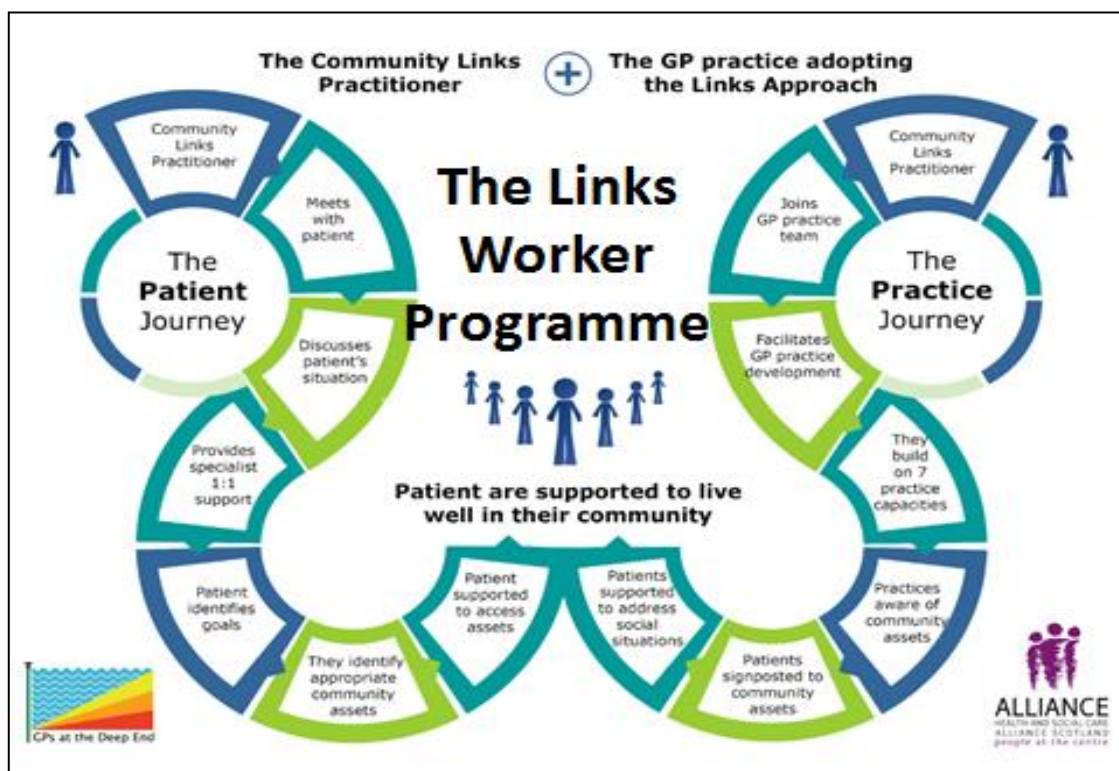 The Community Links
Practitioner
The GP practice adopting
the Links Approach
The Links
Worker
Programme
The
Patient
Journey
Community
Links
Practitioner
Meets
with
patient
Discusses
patient's
situation
Provides
specialist
1:1
support
Patient
identifies
goals
They identify
appropriate
community
assets
Patient
supported
to access
assets
The
Practice
Journey
Community
Links
Practitioner
Joins
GP practice
team
Facilitates
GP practice
development
They
build
on 7
practice
capacities
Practices
aware of
community
assets
Patients
signposted to
community
assets
Patients
supported
to address
social
situations
Patient are supported to live
well in their community
GPs at the Deep End
ALLIANCE
HEALTH AND SOCIAL CARE
ALLIANCE SCOTLAND
people at the centre